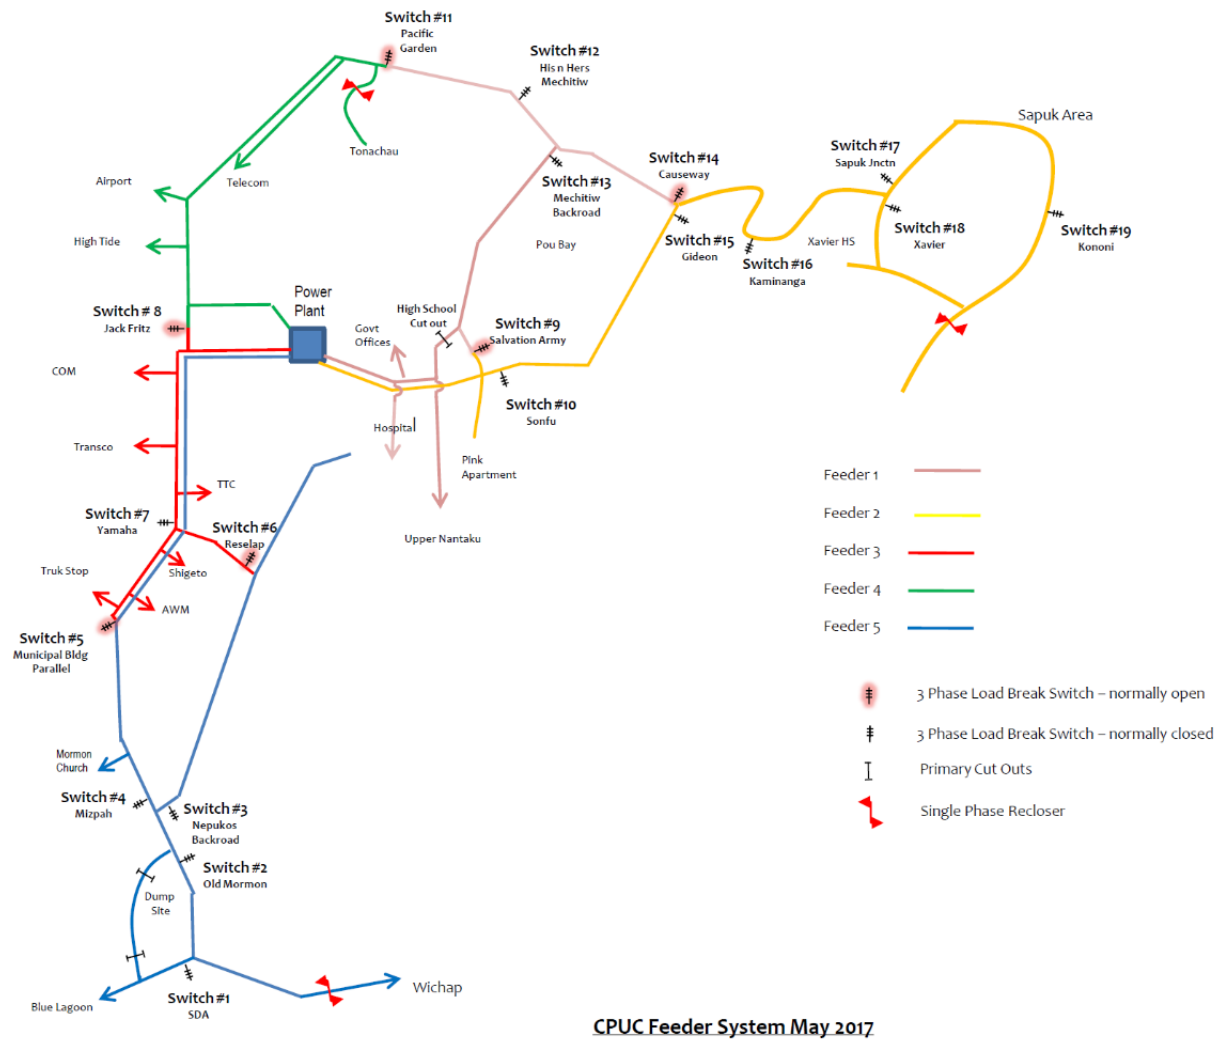 Switch #11
Pacific
Garden
Switch #12
His n Hers
Mechitiw
Sapuk Area
Switch #17
Sapuk Jnctn
Tonachau
Switch #14
Causeway
Airport
Telecom
Switch #13
Mechitiw
Backroad
High Tide
Pou Bay
Switch #15
Gideon
Xavier HS
Switch #18
Xavier
Switch #19
Kononi
Switch #16
Kaminanga
Power
Plant
Switch # 8
Jack Fritz
High School
Cut out
Switch #9
Salvation Army
Govt
Offices
COM
Switch #10
Sonfu
Hospital
Transco
Pink
Apartment
Feeder 1
TTC
Switch #7
Yamaha
Switch #6
Reselap
Feeder 2
Upper Nantaku
Feeder 3
Truk Stop
Shigeto
Feeder 4
AWM
Switch #5
Municipal Bldg
Parallel
Feeder 5
3 Phase Load Break Switch – normally open
3 Phase Load Break Switch – normally closed
Mormon
Church
Primary Cut Outs
Switch #4
Mizpah
Switch #3
Nepukos
Backroad
Single Phase Recloser
Switch #2
Old Mormon
Dump
Site
Wichap
Blue Lagoon
Switch #1
SDA
CPUC Feeder System May 2017